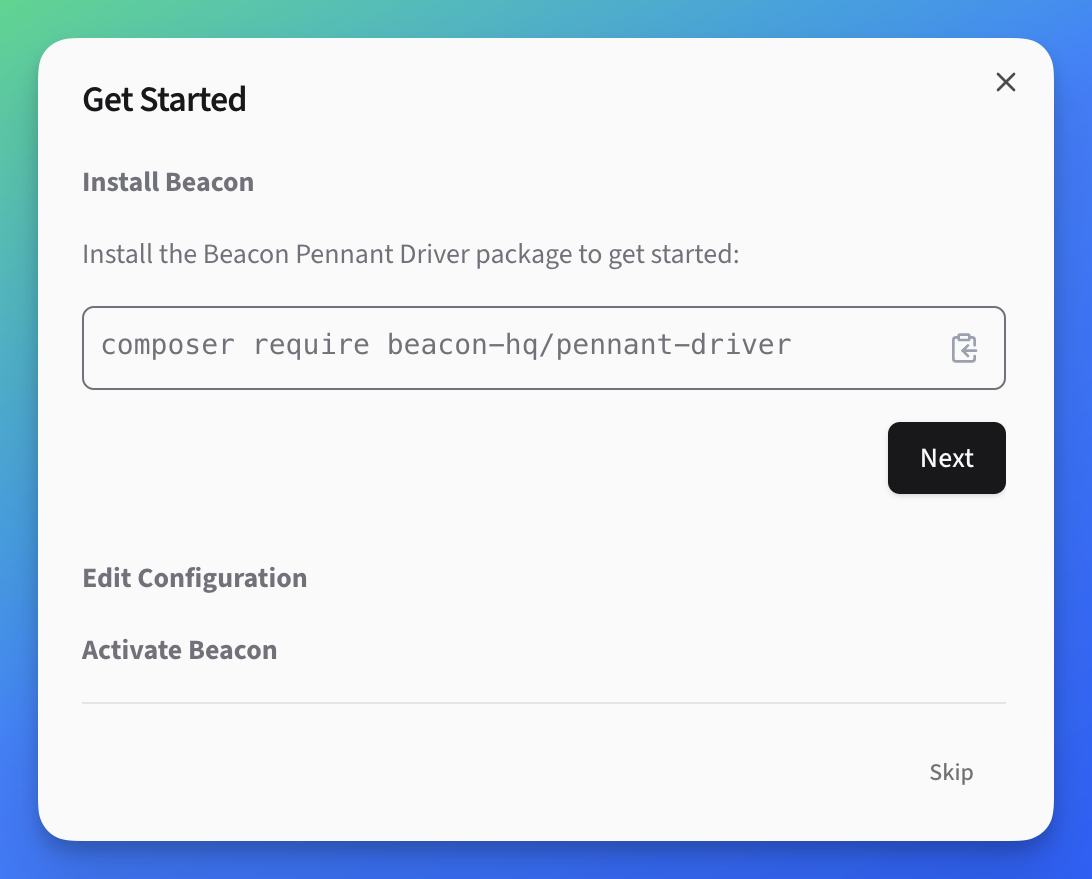 Get Started
Install Beacon
Install the Beacon Pennant Driver package to get started:
composer require beacon-hq/pennant-driver
Next
Edit Configuration
Activate Beacon
Skip